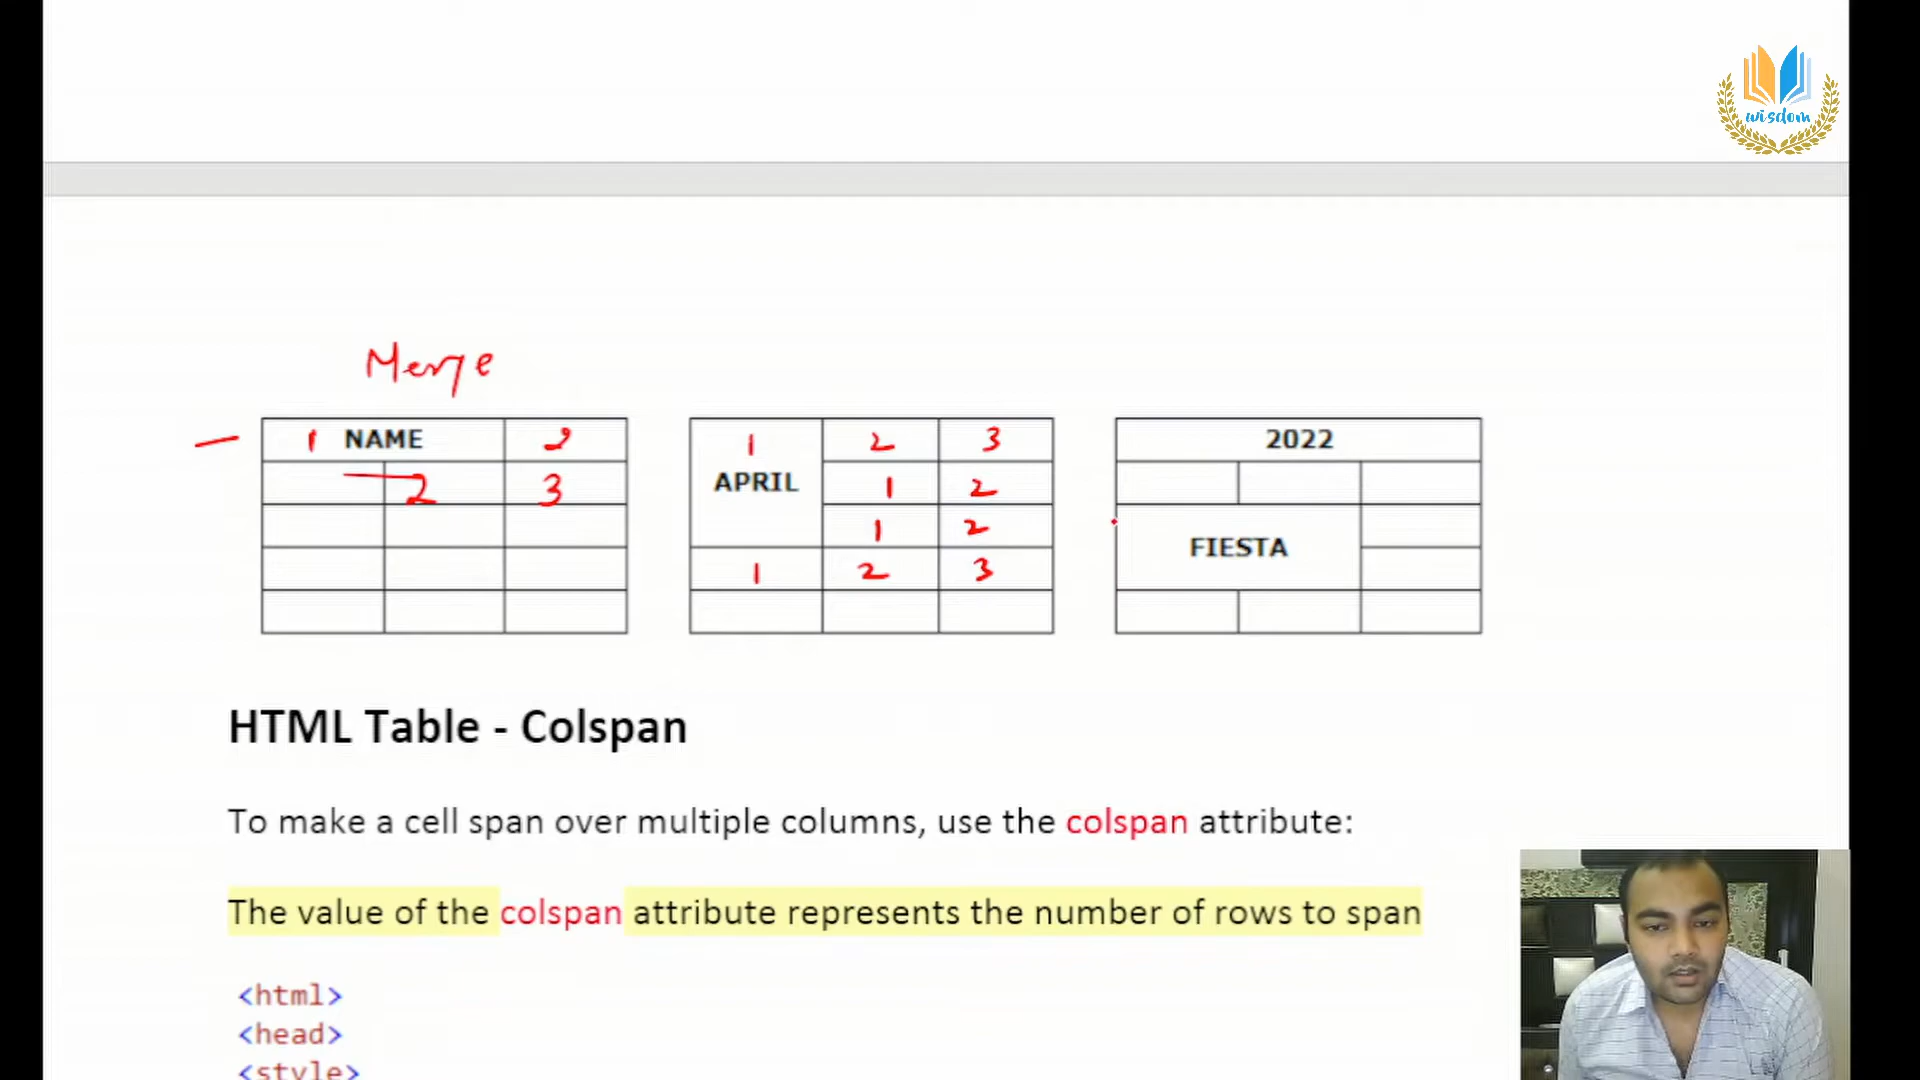 wisdom
Merge
1 NAME 2
2 3
1 2 3
APRIL 1 2
1 2
1 2 3
2022
FIESTA
HTML Table - Colspan
To make a cell span over multiple columns, use the colspan attribute:
The value of the colspan attribute represents the number of rows to span
<html>
<head>
<style>